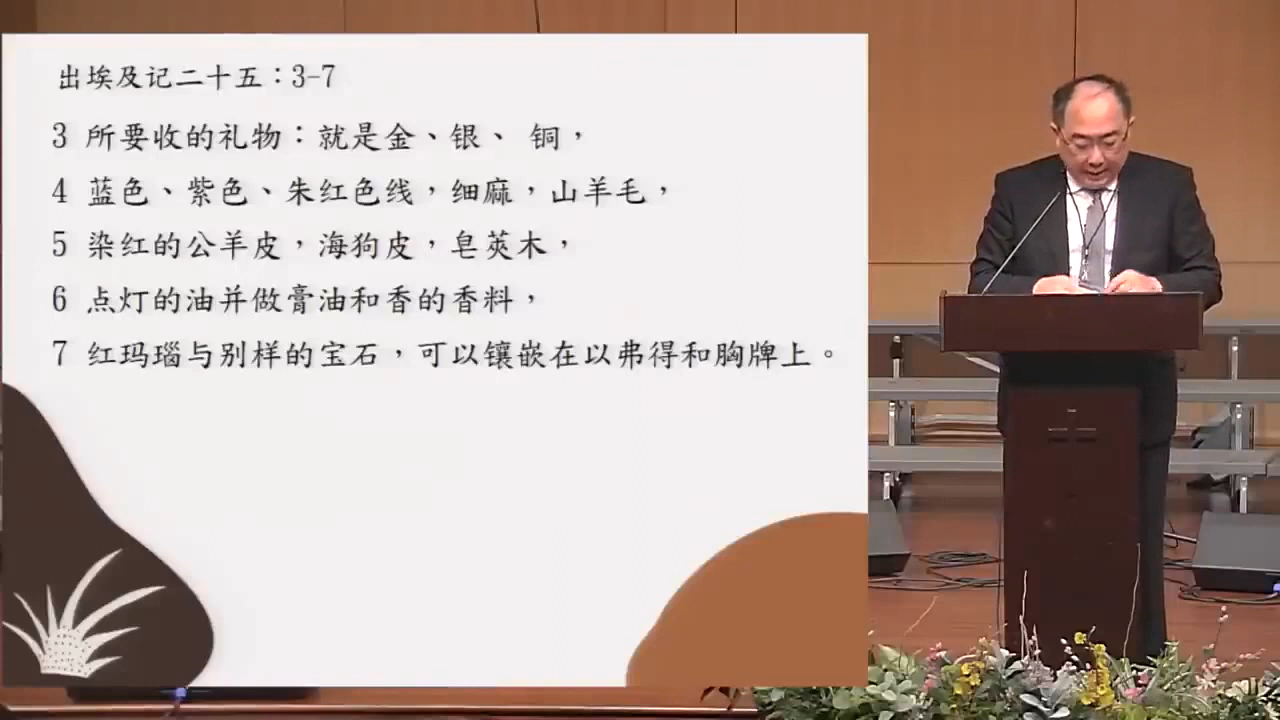 出埃及记二十五：3-7
3 所要收的礼物：就是金、银、 铜，
4 蓝色、紫色、朱红色线，细麻，山羊毛，
5 染红的公羊皮，海狗皮，皂荚木，
6 点灯的油并做膏油和香的香料，
7 红玛瑙与别样的宝石，可以镶嵌在以弗得和胸牌上。